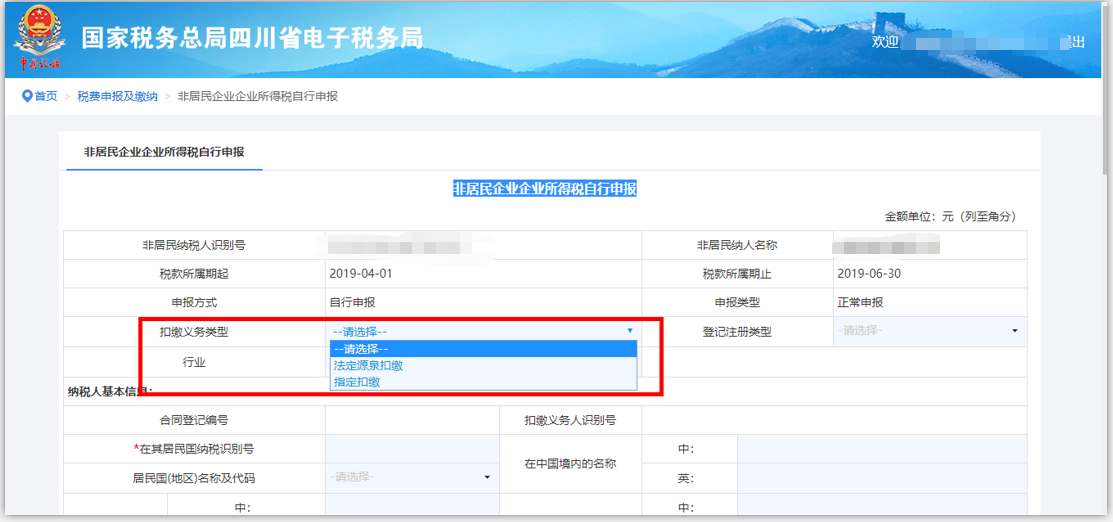 国家税务总局四川省电子税务局
欢迎 出
首页 > 税费申报及缴纳 > 非居民企业企业所得税自行申报
非居民企业企业所得税自行申报
非居民企业企业所得税自行申报
金额单位：元（列至角分）
非居民纳税人识别号 非居民纳人名称
税款所属期起 2019-04-01 税款所属期止 2019-06-30
申报方式 自行申报 申报类型 正常申报
扣缴义务类型 --请选择-- 登记注册类型 -请选择-
--请选择--
行业 法定源泉扣缴
指定扣缴
纳税人基本信息：
合同登记编号 扣缴义务人识别号
*在其居民国纳税识别号 在中国境内的名称 中：
居民国(地区)名称及代码 -请选择- 英：
中： 中：